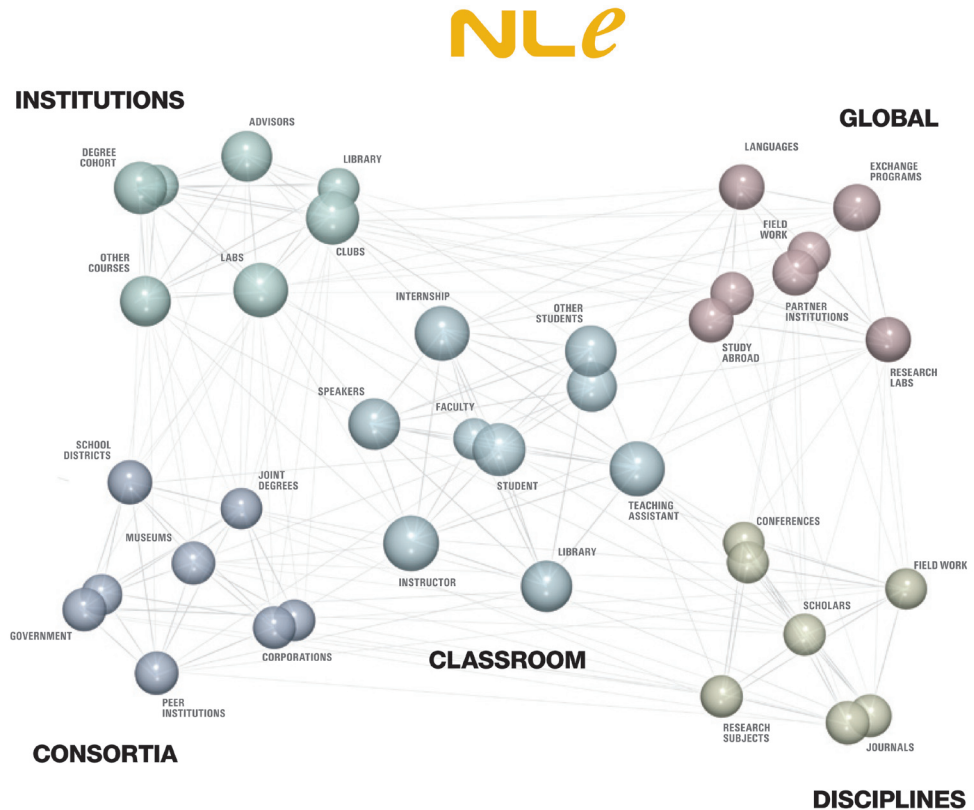 NLe
INSTITUTIONS
GLOBAL
ADVISORS
DEGREE
COHORT
LIBRARY
CLUBS
OTHER
COURSES
LABS
LANGUAGES
EXCHANGE
PROGRAMS
FIELD
WORK
PARTNER
INSTITUTIONS
STUDY
ABROAD
RESEARCH
LABS
INTERNSHIP
OTHER
STUDENTS
SPEAKERS
FACULTY
STUDENT
TEACHING
ASSISTANT
INSTRUCTOR
LIBRARY
CLASSROOM
SCHOOL
DISTRICTS
JOINT
DEGREES
MUSEUMS
GOVERNMENT
CORPORATIONS
PEER
INSTITUTIONS
CONSORTIA
CONFERENCES
FIELD WORK
SCHOLARS
RESEARCH
SUBJECTS
JOURNALS
DISCIPLINES